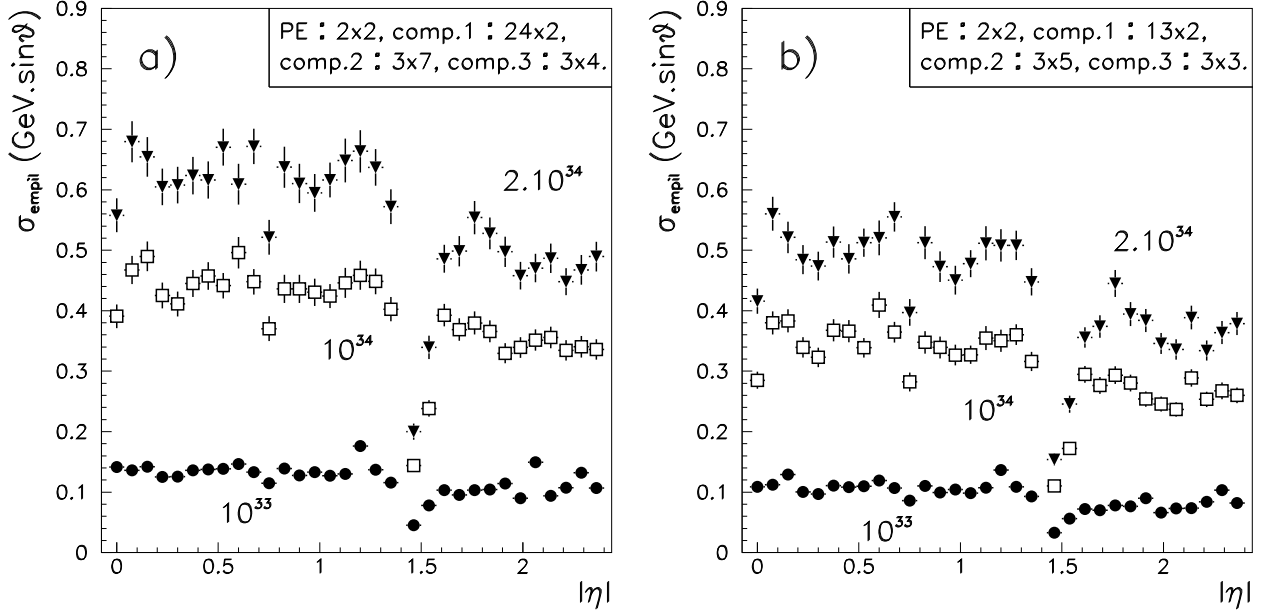 σempil (GeV.sinϑ)
0.9
0.8
0.7
0.6
0.5
0.4
0.3
0.2
0.1
0
a)
PE : 2x2, comp.1 : 24x2,
comp.2 : 3x7, comp.3 : 3x4.
2.10³⁴
10³⁴
10³³
0 0.5 1 1.5 2
|η|
σempil (GeV.sinϑ)
0.9
0.8
0.7
0.6
0.5
0.4
0.3
0.2
0.1
0
b)
PE : 2x2, comp.1 : 13x2,
comp.2 : 3x5, comp.3 : 3x3.
2.10³⁴
10³⁴
10³³
0 0.5 1 1.5 2
|η|